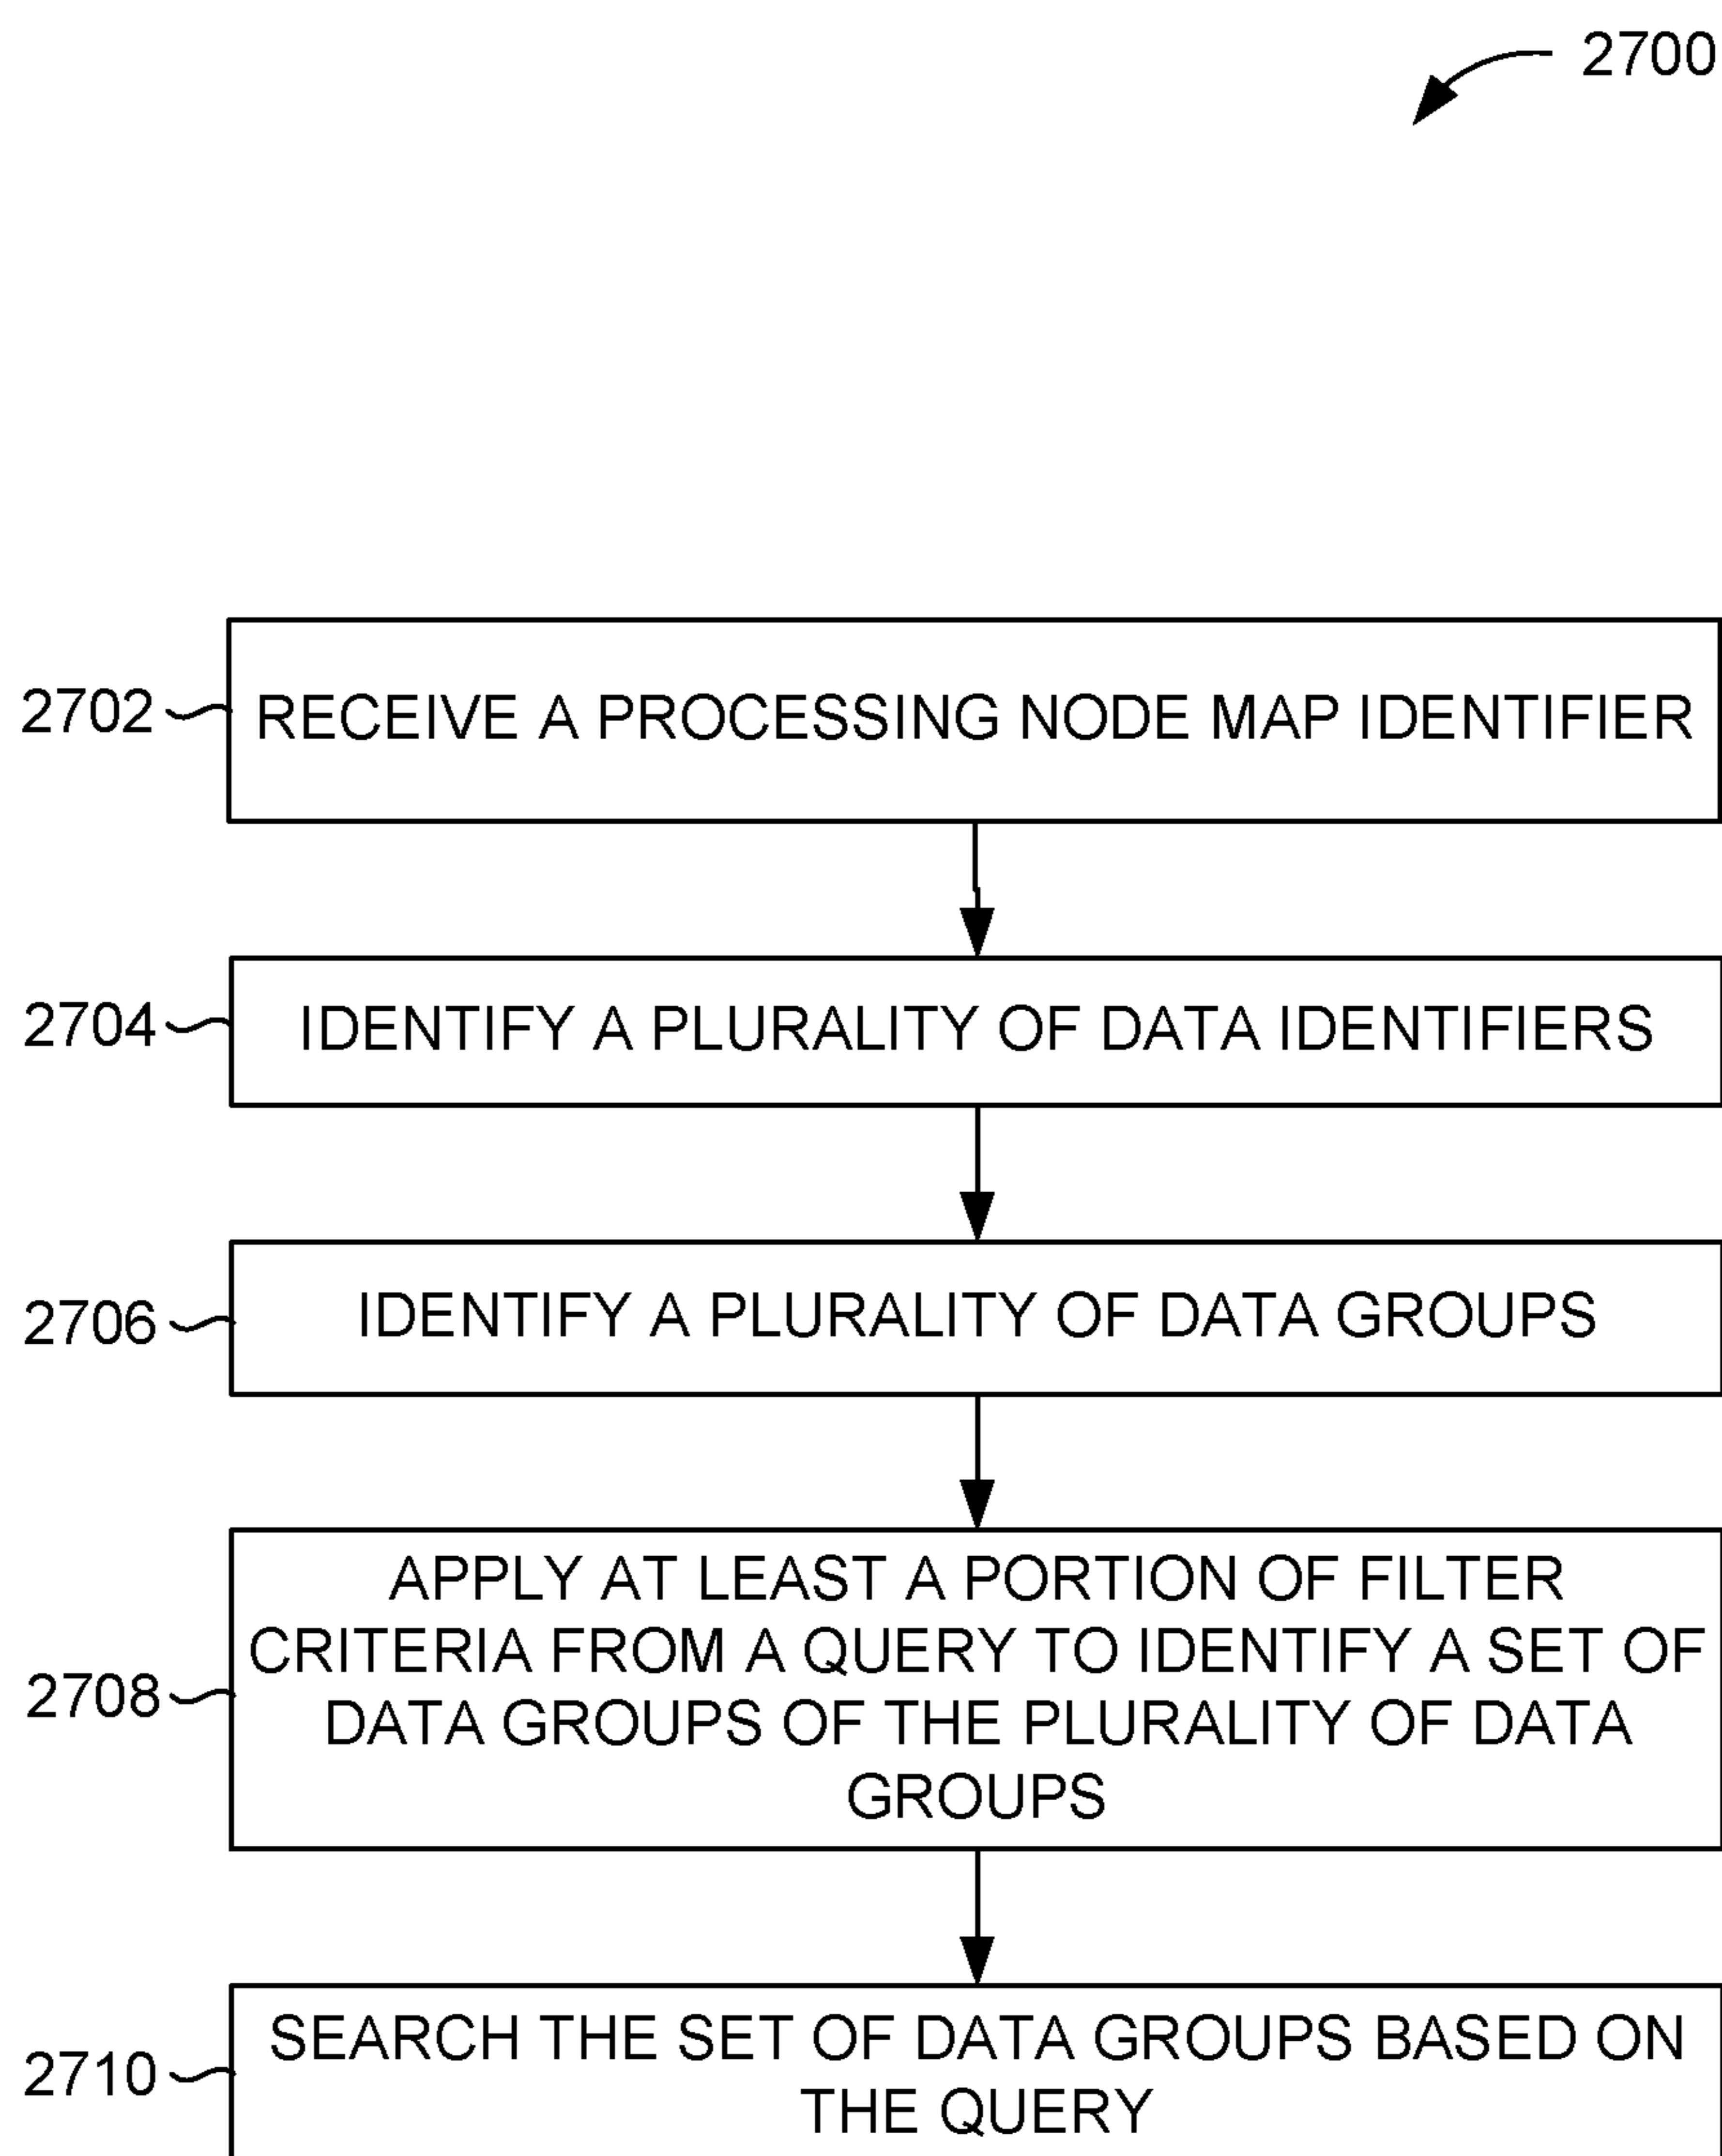 2700
2702
RECEIVE A PROCESSING NODE MAP IDENTIFIER
2704
IDENTIFY A PLURALITY OF DATA IDENTIFIERS
2706
IDENTIFY A PLURALITY OF DATA GROUPS
2708
APPLY AT LEAST A PORTION OF FILTER
CRITERIA FROM A QUERY TO IDENTIFY A SET OF
DATA GROUPS OF THE PLURALITY OF DATA
GROUPS
2710
SEARCH THE SET OF DATA GROUPS BASED ON
THE QUERY